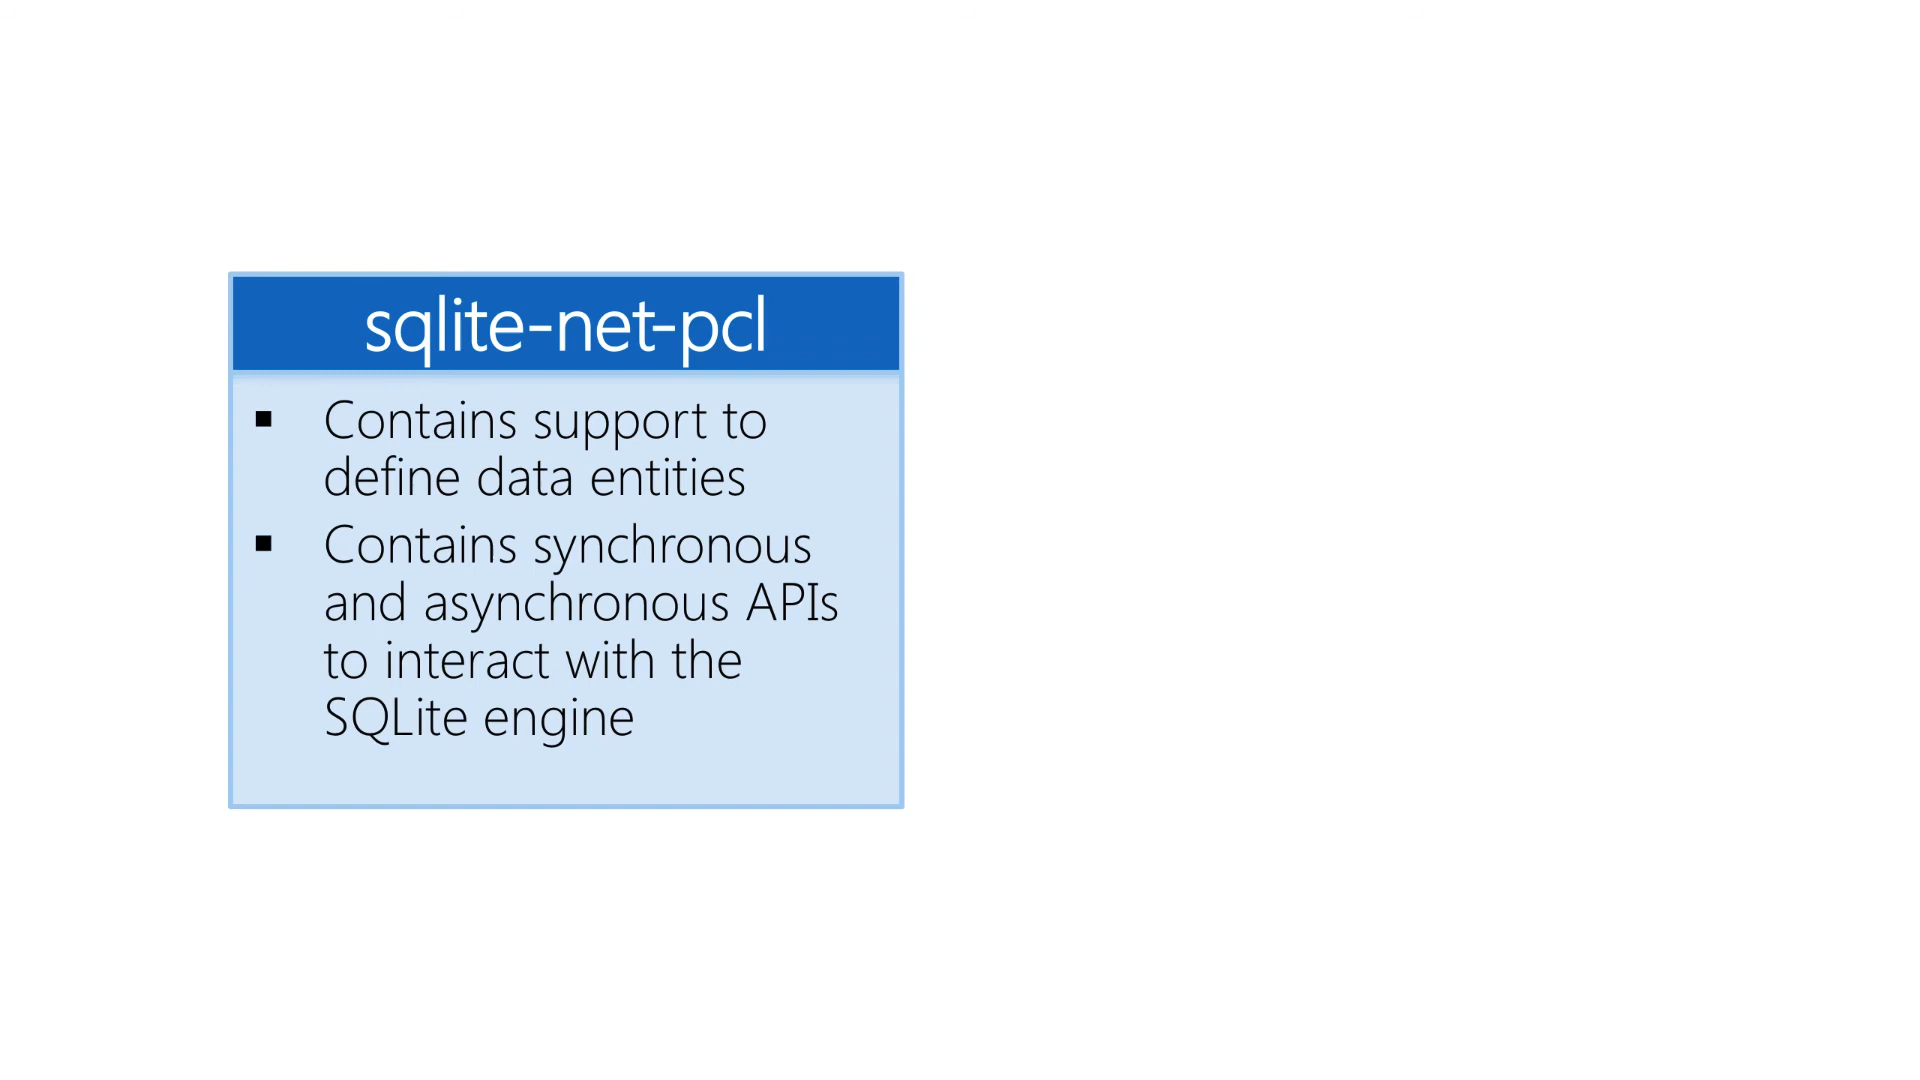 sqlite-net-pcl
▪ Contains support to
define data entities
▪ Contains synchronous
and asynchronous APIs
to interact with the
SQLite engine